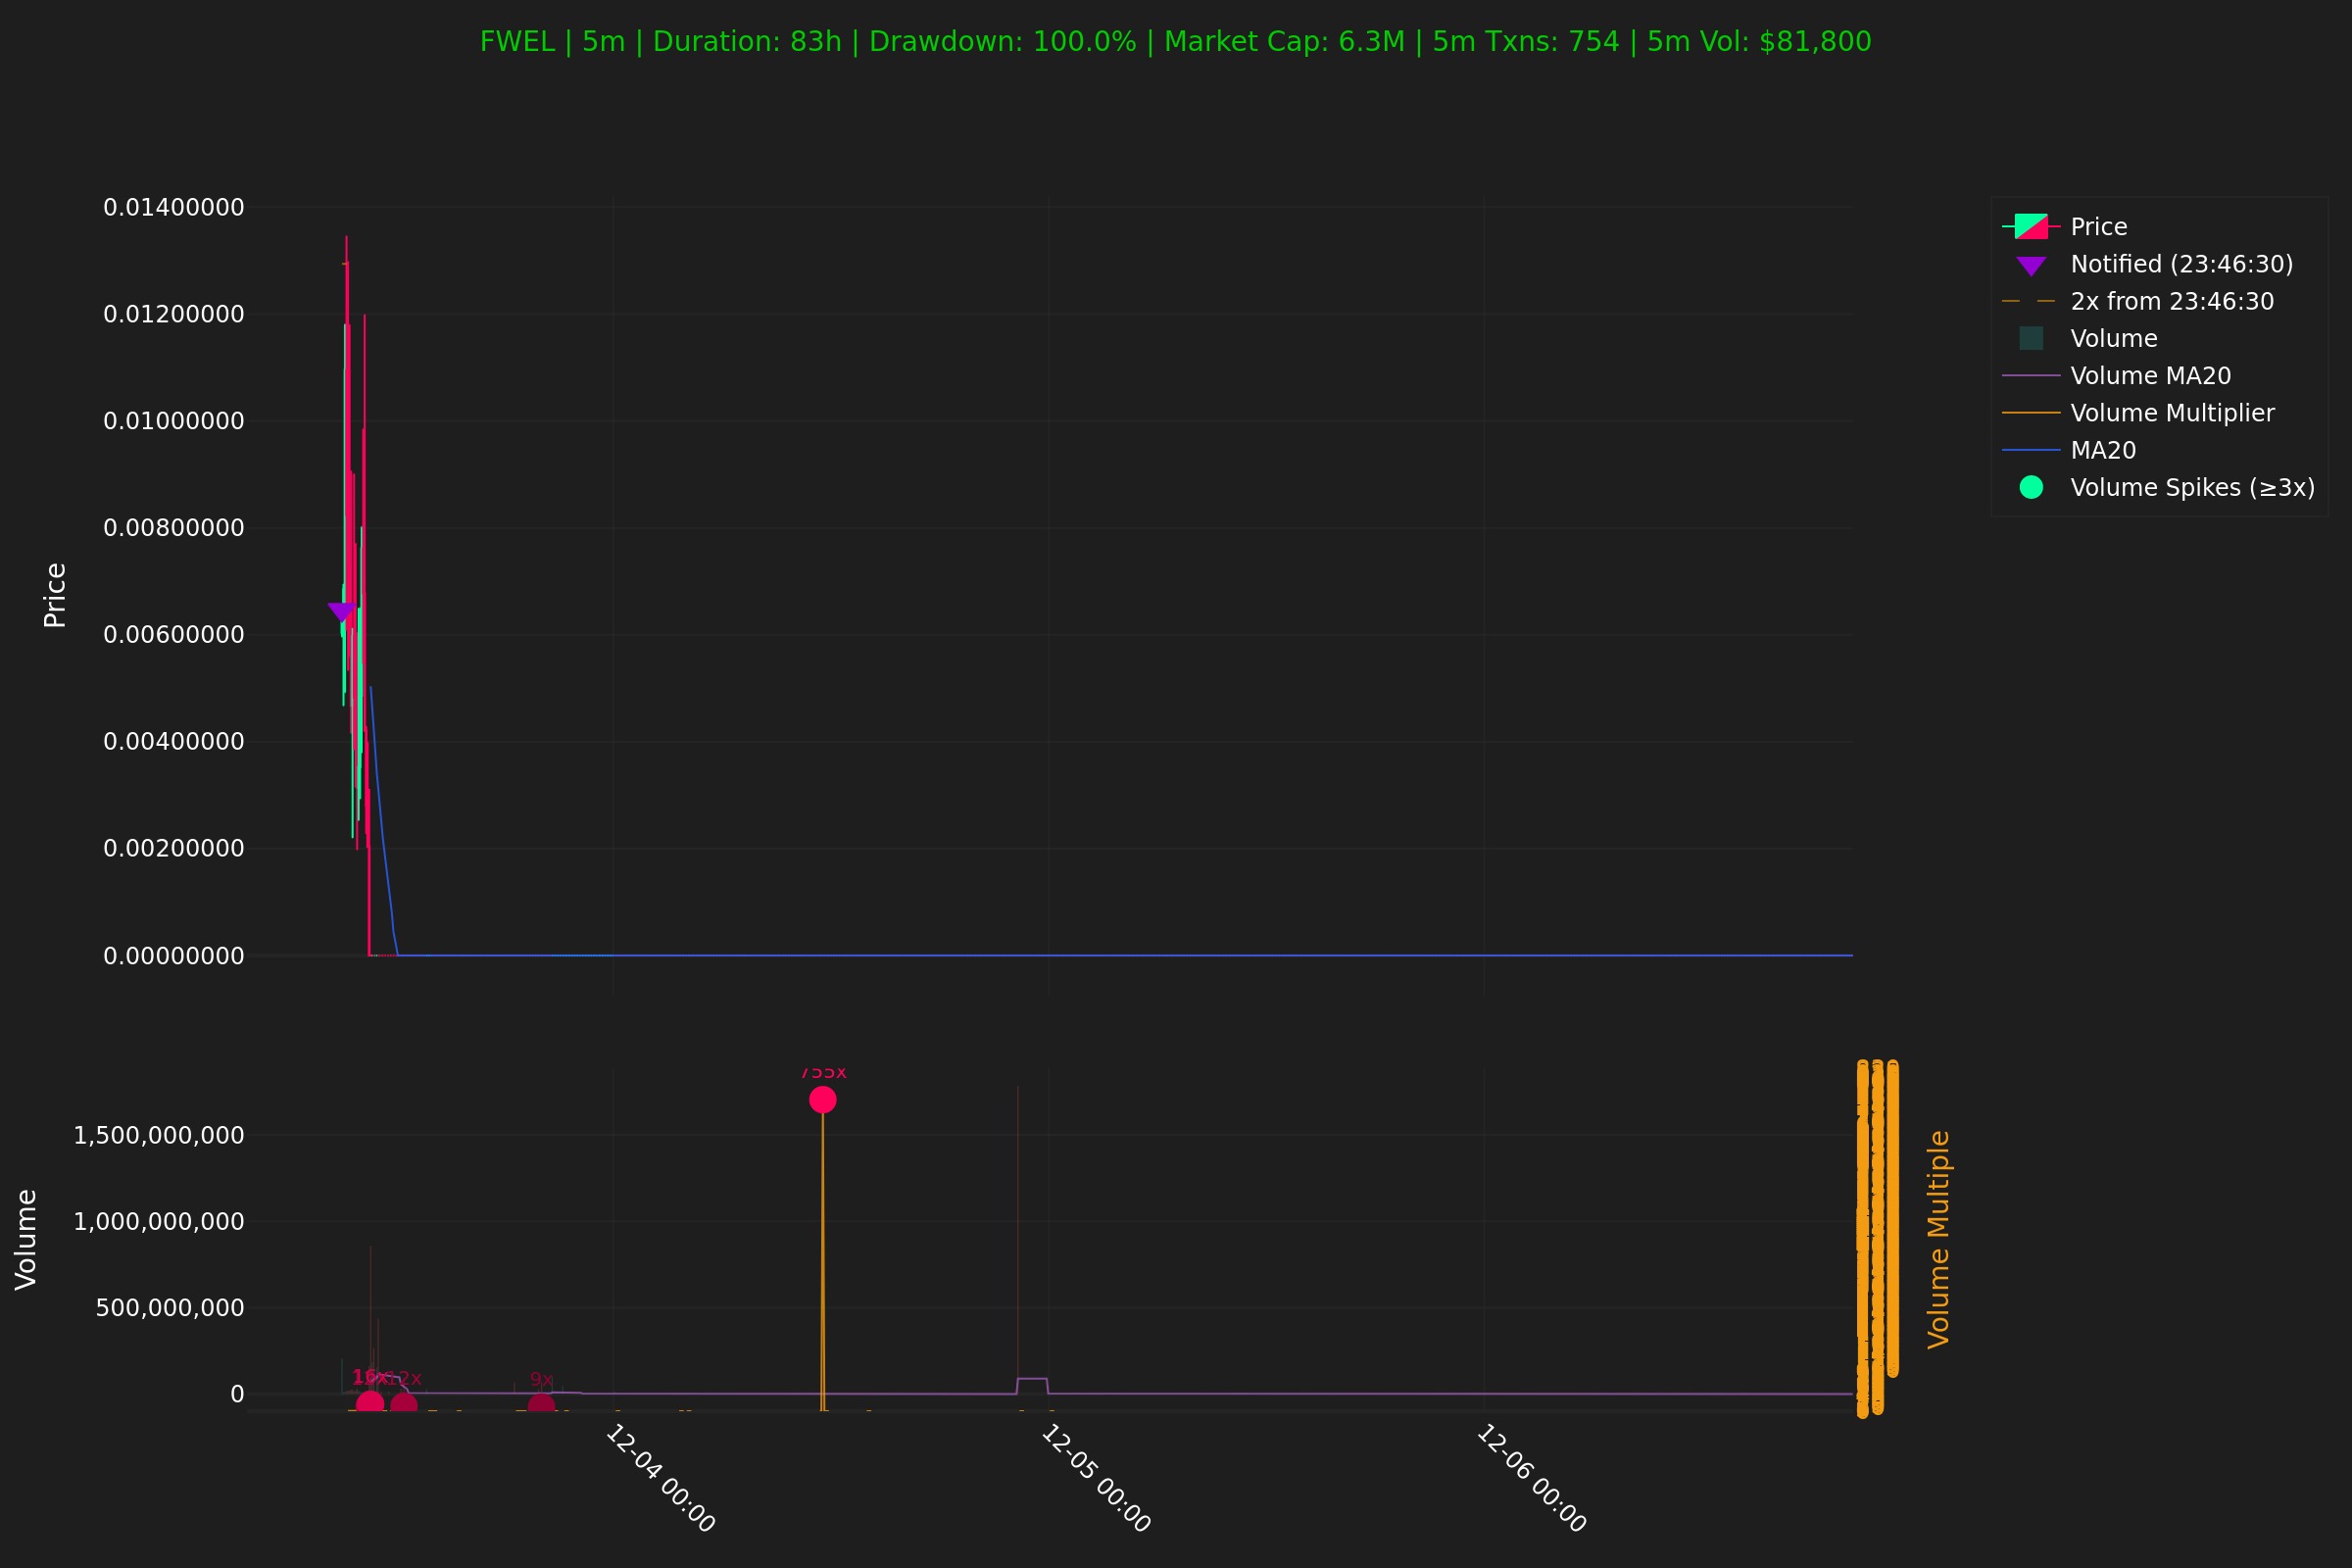 FWEL | 5m | Duration: 83h | Drawdown: 100.0% | Market Cap: 6.3M | 5m Txns: 754 | 5m Vol: $81,800
0.01400000
0.01200000
0.01000000
0.00800000
0.00600000
0.00400000
0.00200000
0.00000000
Price
Price
Notified (23:46:30)
2x from 23:46:30
Volume
Volume MA20
Volume Multiplier
MA20
Volume Spikes (≥3x)
755x
16x
12x
9x
1,500,000,000
1,000,000,000
500,000,000
0
Volume
Volume Multiple
12-04 00:00
12-05 00:00
12-06 00:00